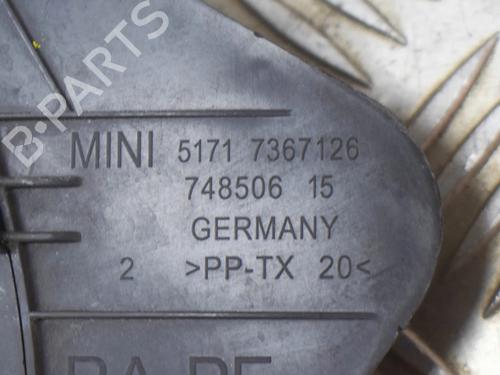 B-PARTS
MINI 5171 7367126
748506 15
GERMANY
2 >PP-TX 20<